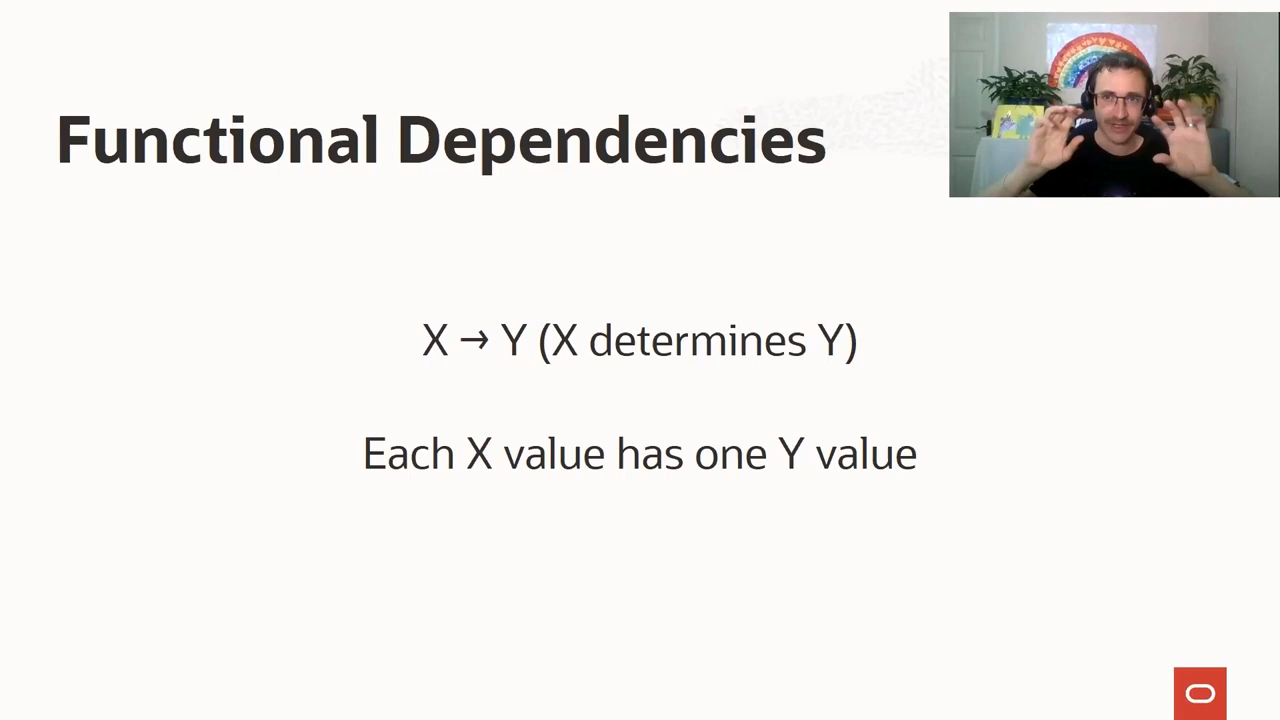 Functional Dependencies
X → Y (X determines Y)
Each X value has one Y value